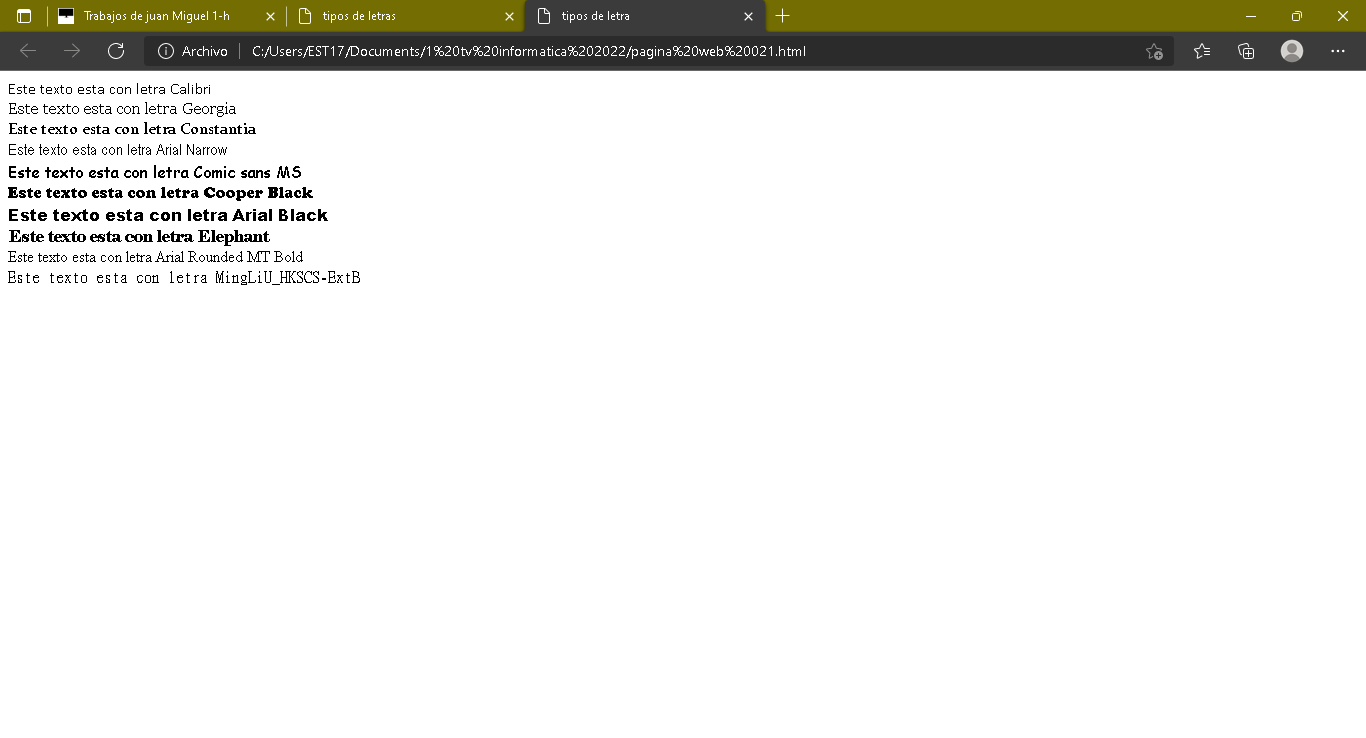 Trabajos de juan Miguel 1-h
tipos de letras
tipos de letra
Archivo
C:/Users/EST17/Documents/1%20tv%20informatica%202022/pagina%20web%20021.html
Este texto esta con letra Calibri
Este texto esta con letra Georgia
Este texto esta con letra Constantia
Este texto esta con letra Arial Narrow
Este texto esta con letra Comic sans MS
Este texto esta con letra Cooper Black
Este texto esta con letra Arial Black
Este texto esta con letra Elephant
Este texto esta con letra Arial Rounded MT Bold
Este texto esta con letra MingLiU_HKSCS-ExtB